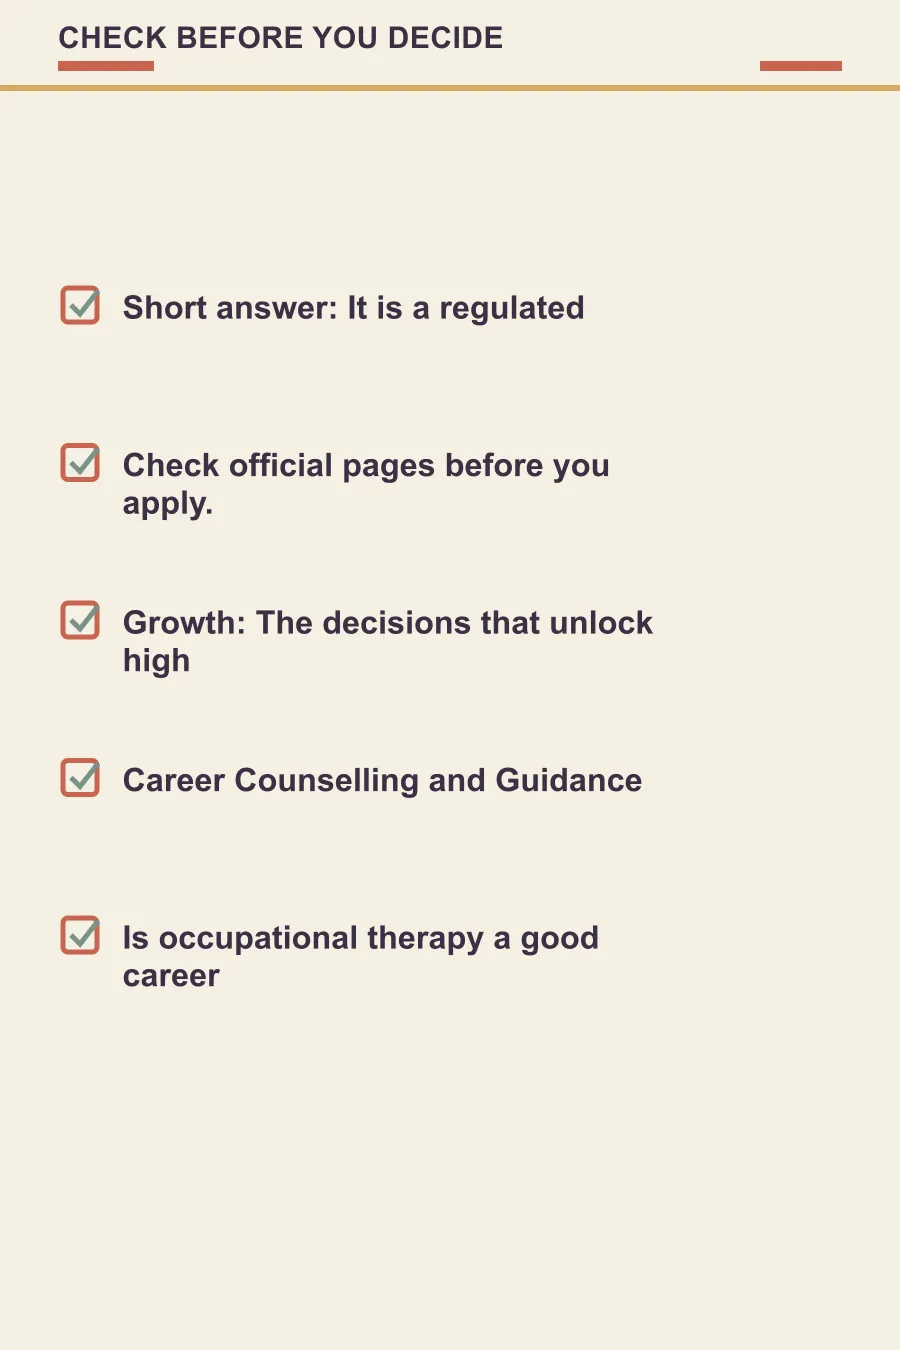 CHECK BEFORE YOU DECIDE
Short answer: It is a regulated
Check official pages before you
apply.
Growth: The decisions that unlock
high
Career Counselling and Guidance
Is occupational therapy a good
career